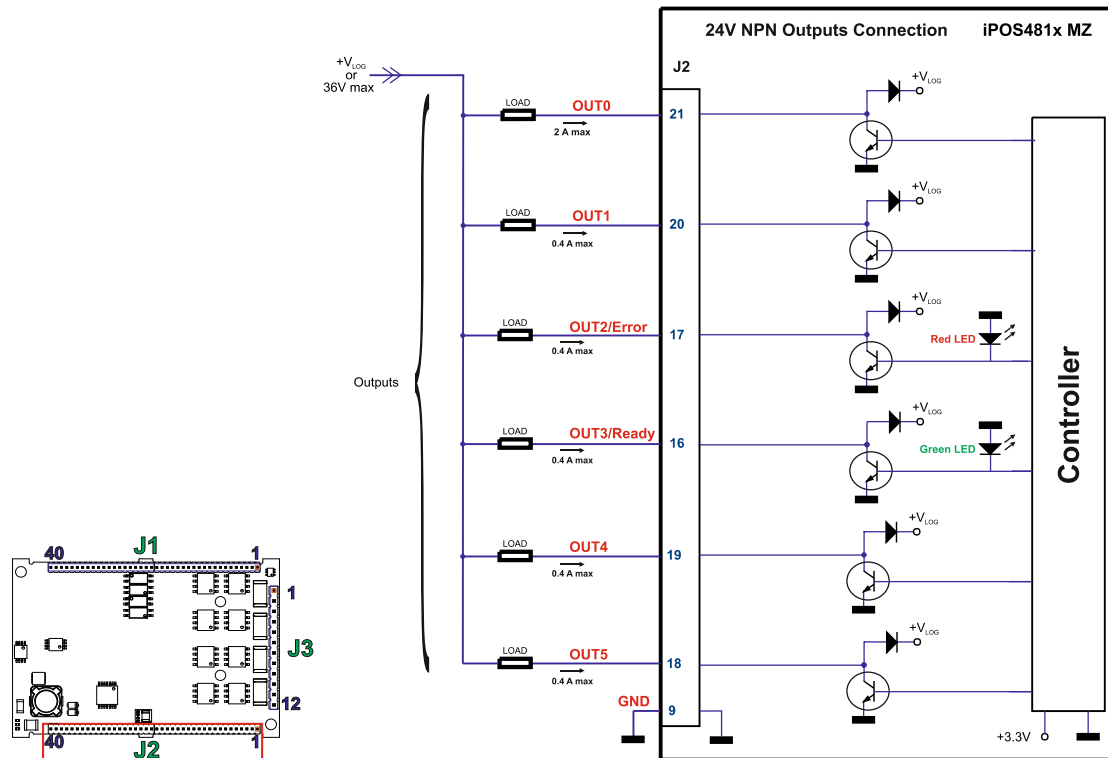 24V NPN Outputs Connection
iPOS481x MZ
J2
+VLOG
or
36V max
LOAD
OUT0
2 A max
21
+VLOG
LOAD
OUT1
0.4 A max
20
+VLOG
LOAD
OUT2/Error
0.4 A max
17
+VLOG
Red LED
LOAD
OUT3/Ready
0.4 A max
16
+VLOG
Green LED
LOAD
OUT4
0.4 A max
19
+VLOG
LOAD
OUT5
0.4 A max
18
+VLOG
GND
9
+3.3V
Controller
Outputs
40
J1
1
1
J3
12
40
J2
1